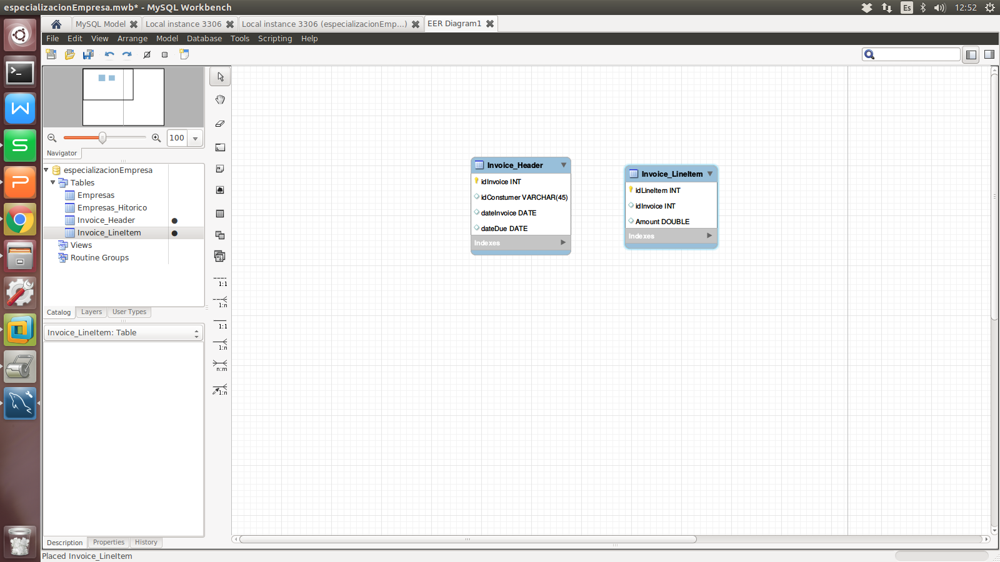 especializacionEmpresa.mwb* - MySQL Workbench
Es
12:52
MySQL Model
Local instance 3306
Local instance 3306 (especializacionEmp...)
EER Diagram1
File Edit View Arrange Model Database Tools Scripting Help
100
Navigator
especializacionEmpresa
Tables
Empresas
Empresas_Hitorico
Invoice_Header
Invoice_LineItem
Views
Routine Groups
Catalog Layers User Types
Invoice_LineItem: Table
Description Properties History
Placed Invoice_LineItem
1:1
1:n
1:1
1:n
n:m
1:n
Invoice_Header
idInvoice INT
idConstumer VARCHAR(45)
dateInvoice DATE
dateDue DATE
Indexes
Invoice_LineItem
idLineItem INT
idInvoice INT
Amount DOUBLE
Indexes